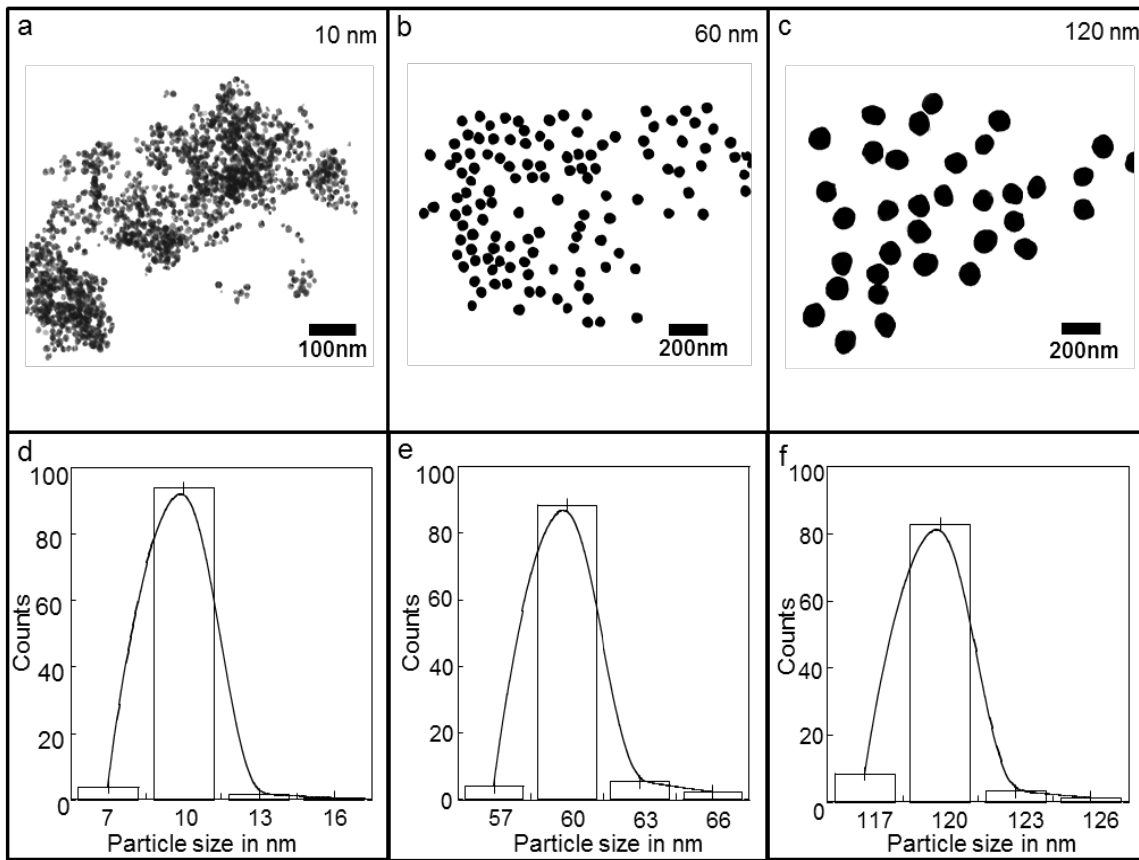 a
10 nm
100nm
b
60 nm
200nm
c
120 nm
200nm
d
100
80
60
40
20
0
Counts
7 10 13 16
Particle size in nm
e
100
80
60
40
20
0
Counts
57 60 63 66
Particle size in nm
f
100
80
60
40
20
0
Counts
117 120 123 126
Particle size in nm